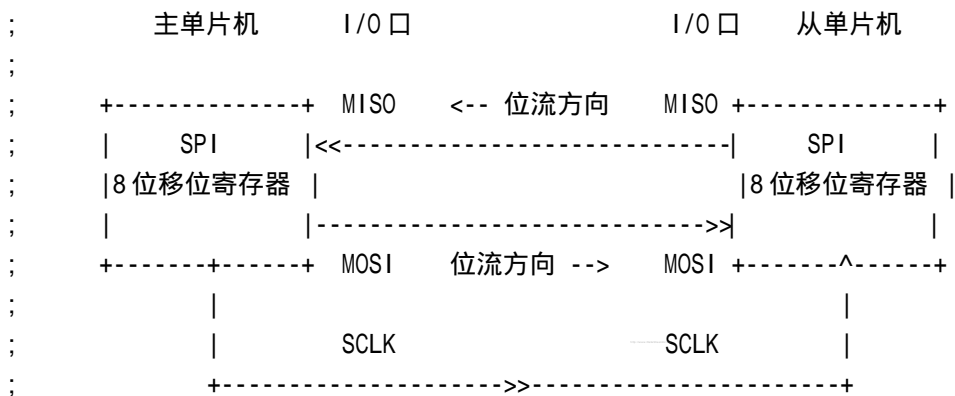 ;        主单片机      I/O 口                    I/O 口    从单片机
;
;      +--------------+  MISO    <-- 位流方向    MISO +--------------+
;      |     SPI      |<<-----------------------------|     SPI      |
;      |8 位移位寄存器 |                               |8 位移位寄存器 |
;      |              |----------------------------->>|              |
;      +-------+------+  MOSI    位流方向 -->    MOSI +-------^------+
;              |                                              |
;              |         SCLK                    SCLK         |
;              +---------------------->>----------------------+